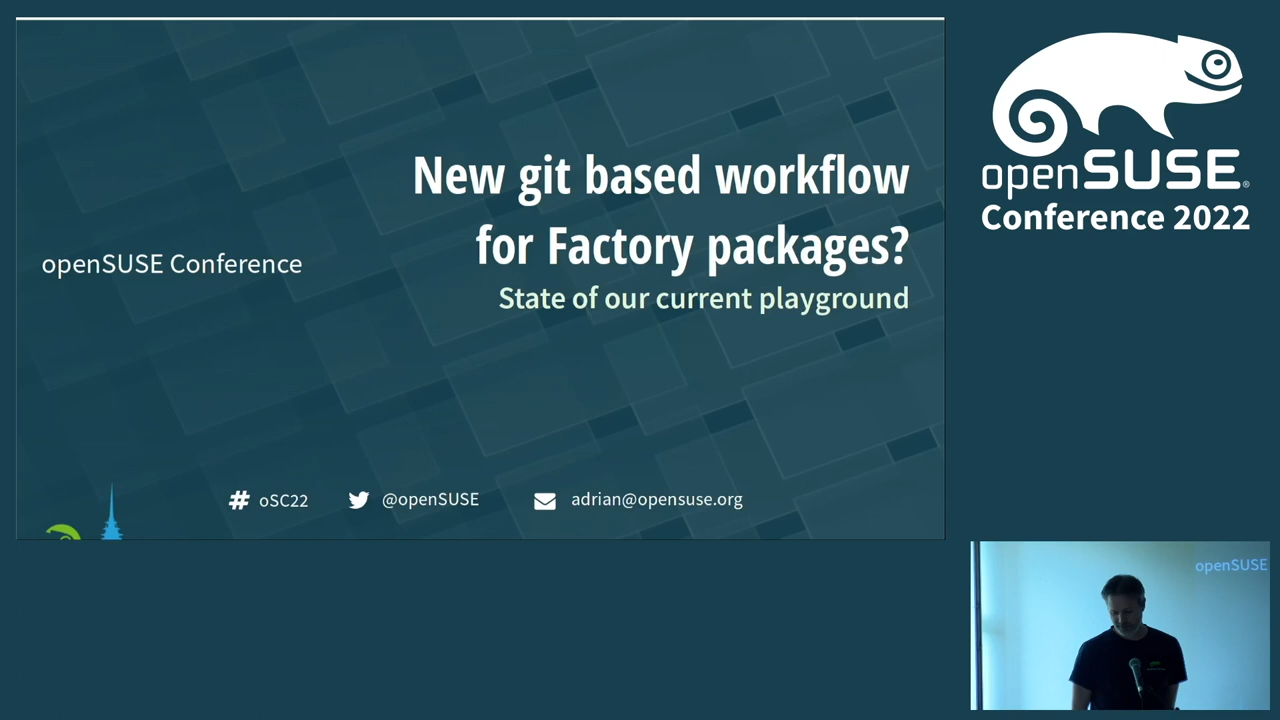 New git based workflow
for Factory packages?
State of our current playground
openSUSE Conference
# oSC22
@openSUSE
adrian@opensuse.org
openSUSE®
Conference 2022
openSUSE